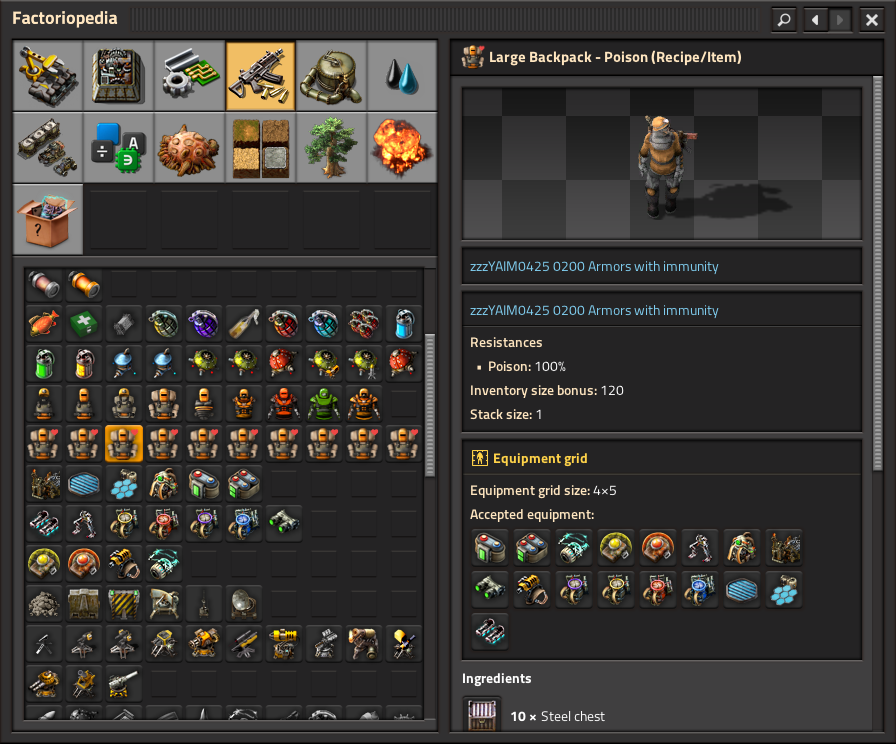 Factoriopedia
Large Backpack - Poison (Recipe/Item)
A
÷
?
zzzYAIM0425 0200 Armors with immunity
zzzYAIM0425 0200 Armors with immunity
Resistances
• Poison: 100%
Inventory size bonus: 120
Stack size: 1
Equipment grid
Equipment grid size: 4×5
Accepted equipment:
Ingredients
10 × Steel chest